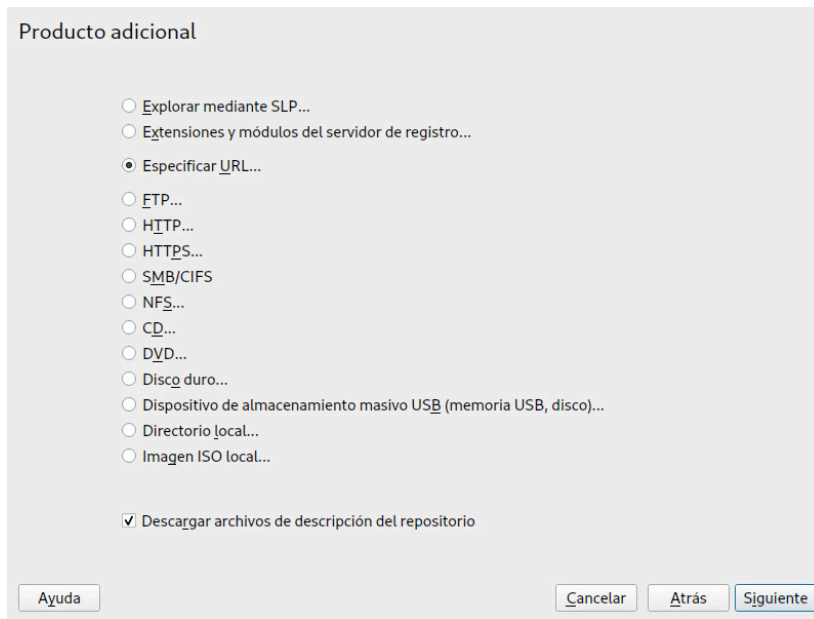 Producto adicional
Explorar mediante SLP...
Extensiones y módulos del servidor de registro...
Especificar URL...
FTP...
HTTP...
HTTPS...
SMB/CIFS
NFS...
CD...
DVD...
Disco duro...
Dispositivo de almacenamiento masivo USB (memoria USB, disco)...
Directorio local...
Imagen ISO local...
Descargar archivos de descripción del repositorio
Ayuda Cancelar Atrás Siguiente